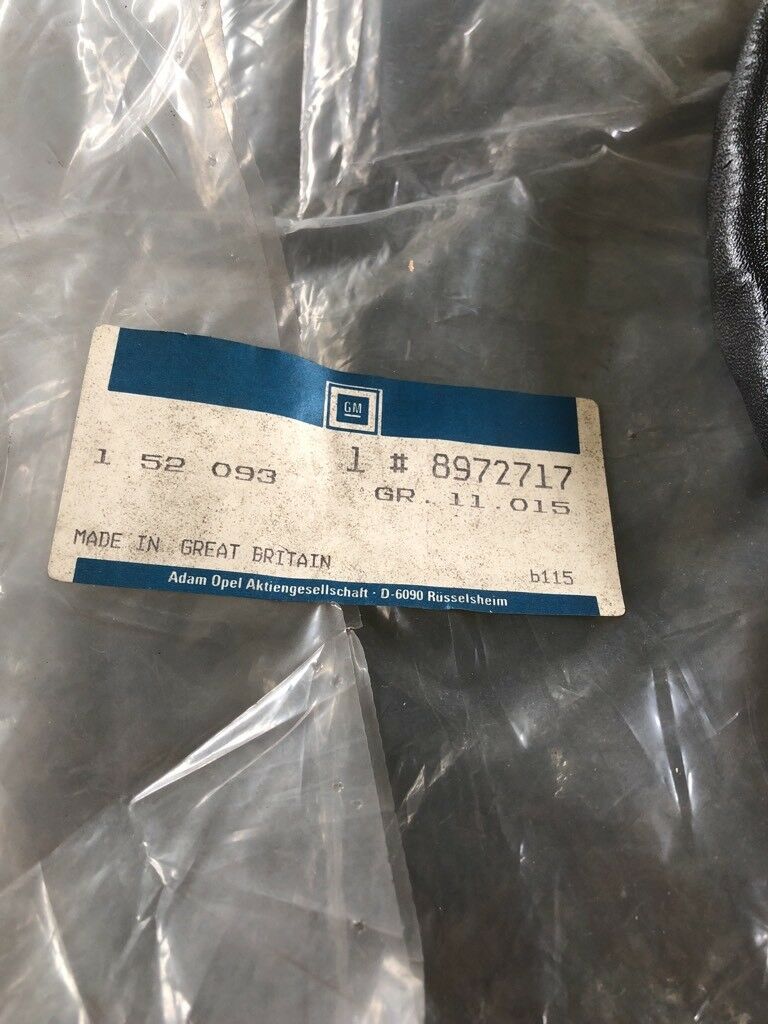 GM
1 52 093 1 # 8972717
GR. 11.015
MADE IN GREAT BRITAIN b115
Adam Opel Aktiengesellschaft · D-6090 Rüsselsheim